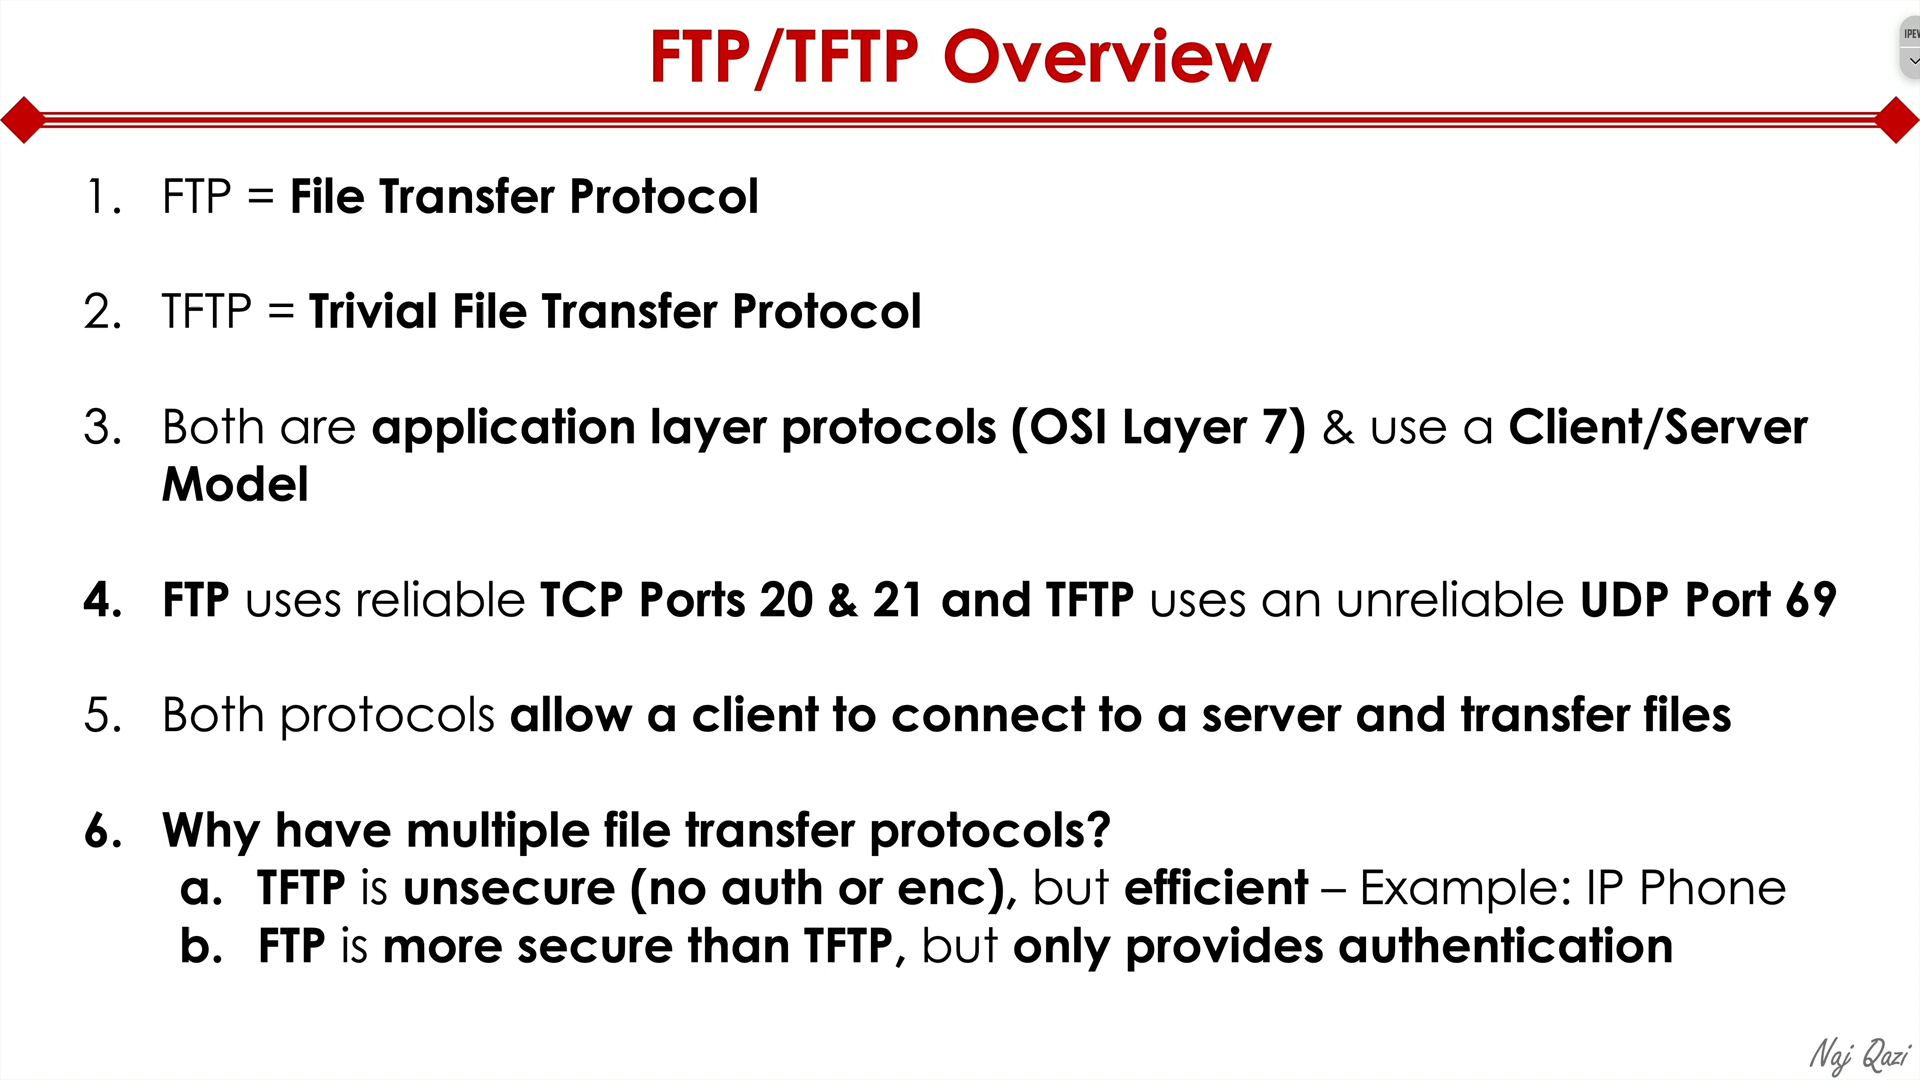 FTP/TFTP Overview
1. FTP = File Transfer Protocol
2. TFTP = Trivial File Transfer Protocol
3. Both are application layer protocols (OSI Layer 7) & use a Client/Server
Model
4. FTP uses reliable TCP Ports 20 & 21 and TFTP uses an unreliable UDP Port 69
5. Both protocols allow a client to connect to a server and transfer files
6. Why have multiple file transfer protocols?
a. TFTP is unsecure (no auth or enc), but efficient – Example: IP Phone
b. FTP is more secure than TFTP, but only provides authentication
Naj Qazi